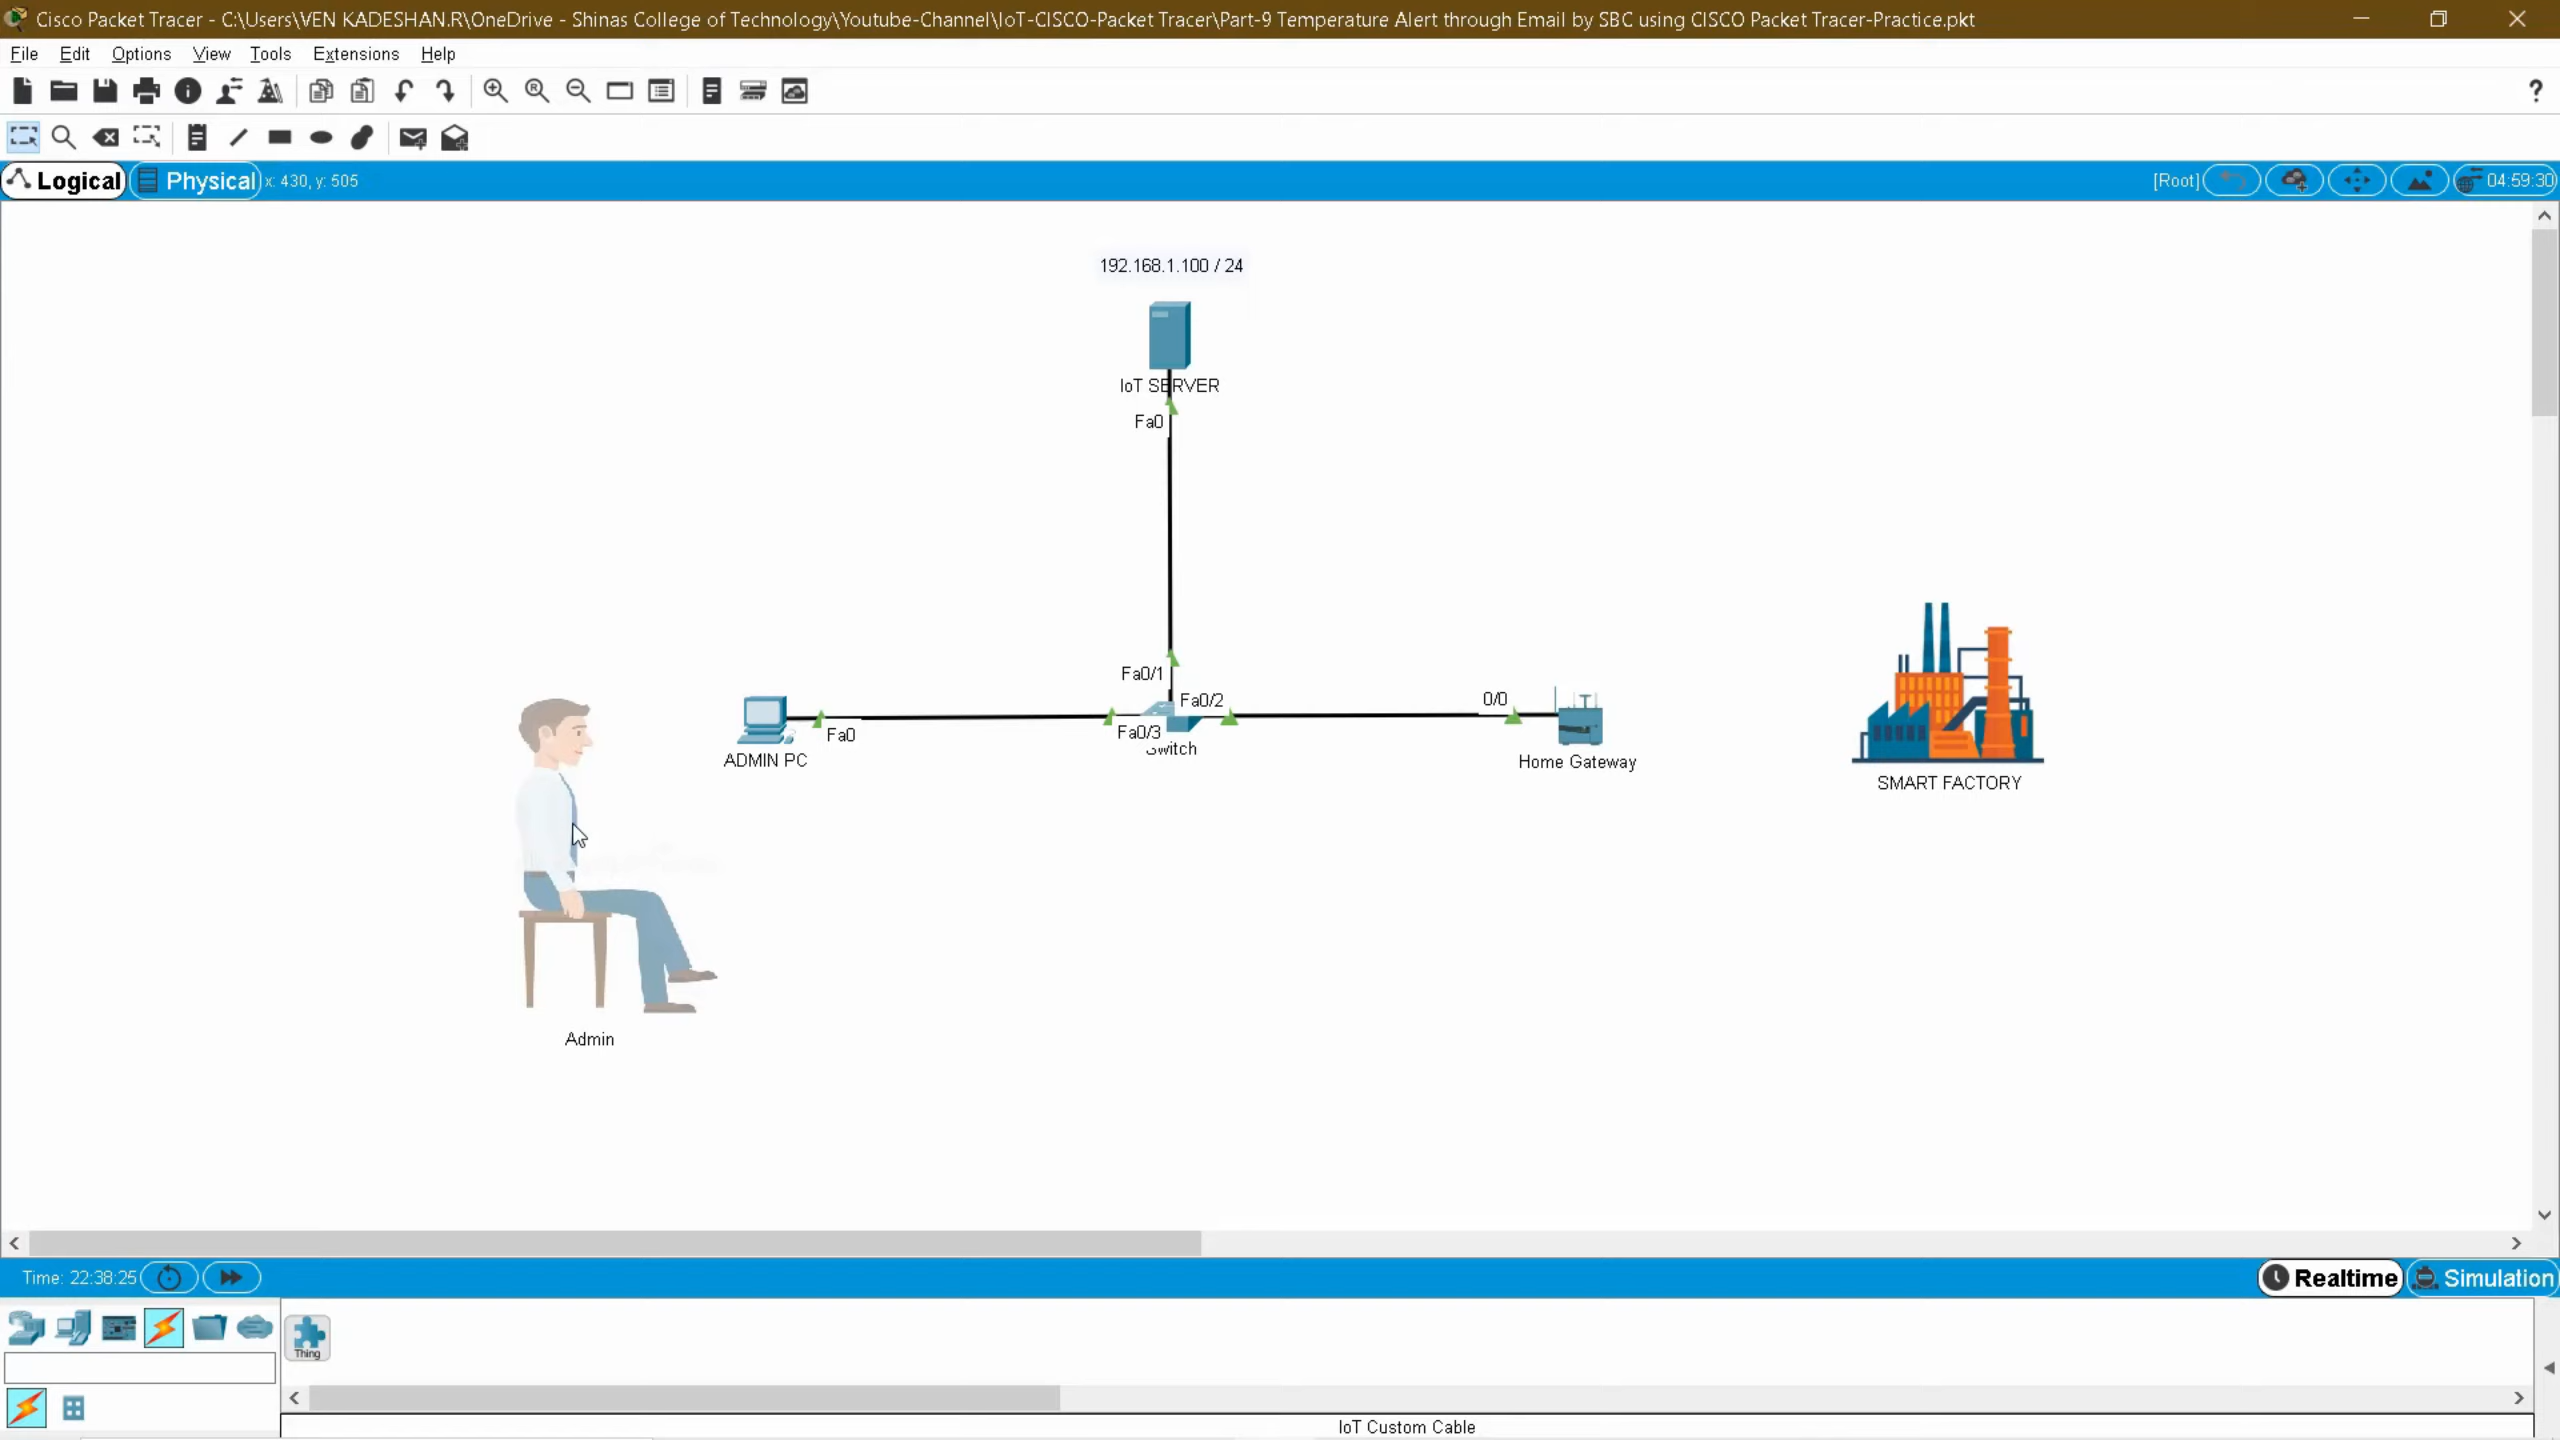 Cisco Packet Tracer - C:\Users\VEN KADESHAN.R\OneDrive - Shinas College of Technology\Youtube-Channel\IoT-CISCO-Packet Tracer\Part-9 Temperature Alert through Email by SBC using CISCO Packet Tracer-Practice.pkt
File Edit Options View Tools Extensions Help
?
Logical Physical x: 430, y: 505 [Root] 04:59:30
192.168.1.100 / 24
IoT SERVER
Fa0
Fa0/1
Fa0/2 0/0
Fa0 Fa0/3
ADMIN PC Switch Home Gateway
SMART FACTORY
Admin
Time: 22:38:25 Realtime Simulation
Thing
IoT Custom Cable